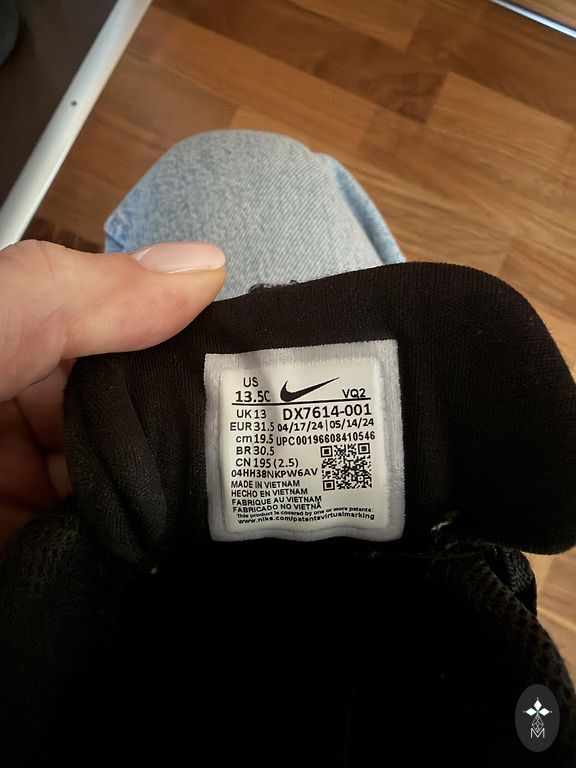 US
13.5C VQ2
UK 13 DX7614-001
EUR 31.5 04/17/24 05/14/24
cm 19.5 UPC00196608410546
BR 30.5
CN 195 (2.5)
04HH38NKPW6AV
MADE IN VIETNAM
HECHO EN VIETNAM
FABRIQUE AU VIETNAM
FABRICADO NO VIETNÃ
This product is covered by one or more patents:
www.nike.com/patentsvirtualmarking
M